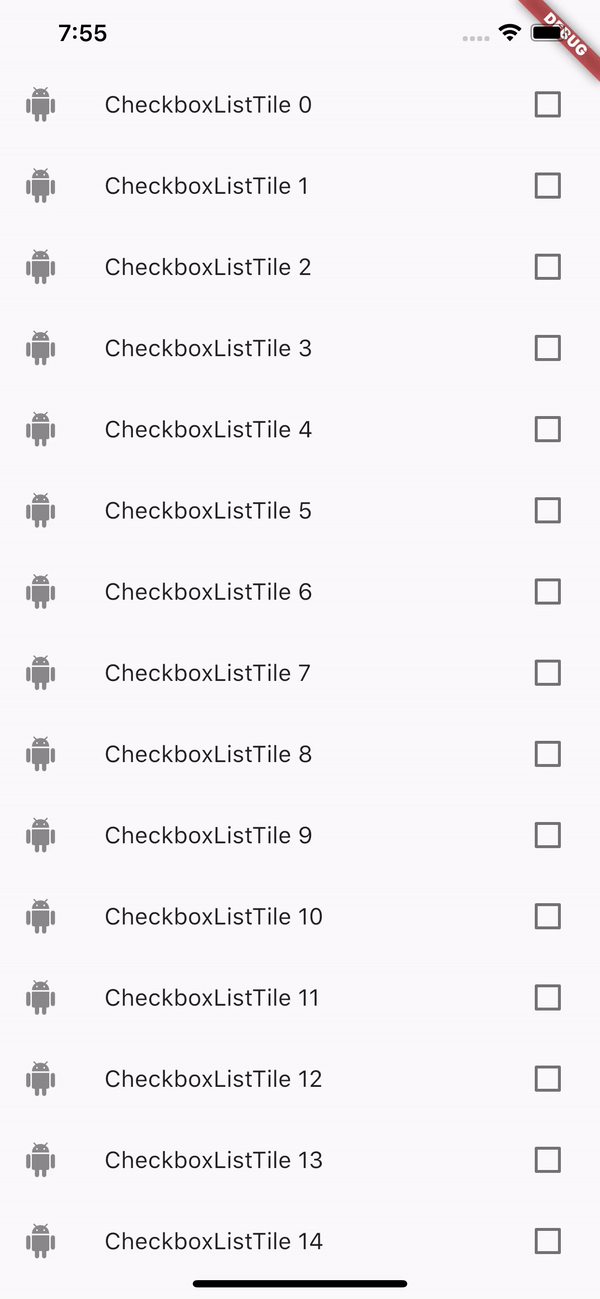 7:55
DEBUG
CheckboxListTile 0
CheckboxListTile 1
CheckboxListTile 2
CheckboxListTile 3
CheckboxListTile 4
CheckboxListTile 5
CheckboxListTile 6
CheckboxListTile 7
CheckboxListTile 8
CheckboxListTile 9
CheckboxListTile 10
CheckboxListTile 11
CheckboxListTile 12
CheckboxListTile 13
CheckboxListTile 14